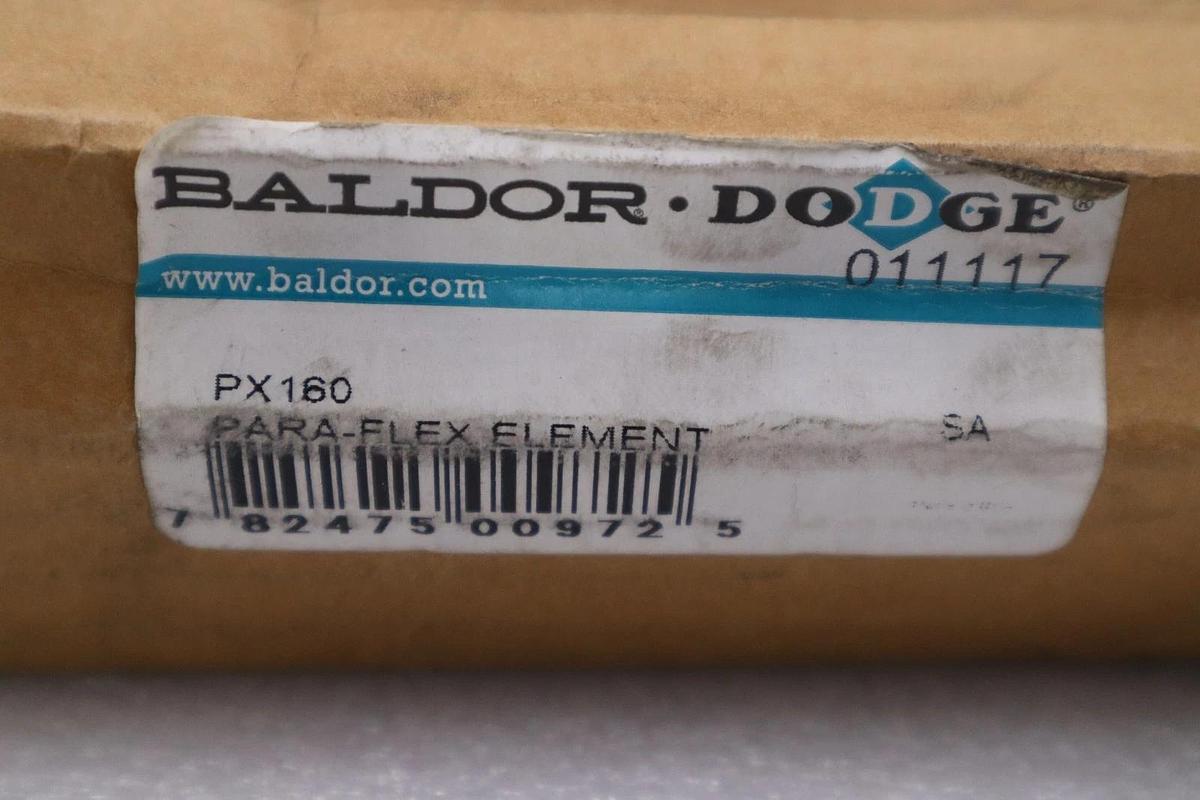 BALDOR® · DODGE®
011117
www.baldor.com
PX160
PARA-FLEX ELEMENT
SA
7 82475 00972 5